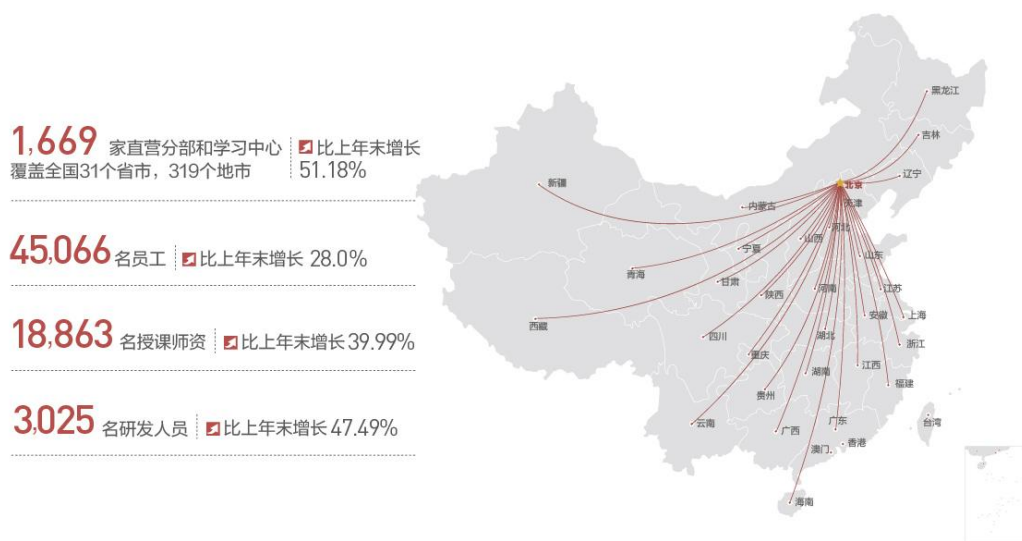 1,669 家直营分部和学习中心 比上年末增长
覆盖全国31个省市，319个地市 51.18%
45,066 名员工 比上年末增长 28.0%
18,863 名授课师资 比上年末增长 39.99%
3,025 名研发人员 比上年末增长 47.49%
黑龙江
吉林
辽宁
新疆
北京
天津
内蒙古
河北
山西
宁夏
山东
青海
甘肃
陕西
河南
江苏
西藏
安徽
上海
四川
湖北
浙江
重庆
湖南
江西
福建
贵州
云南
广西
广东
台湾
香港
澳门
海南